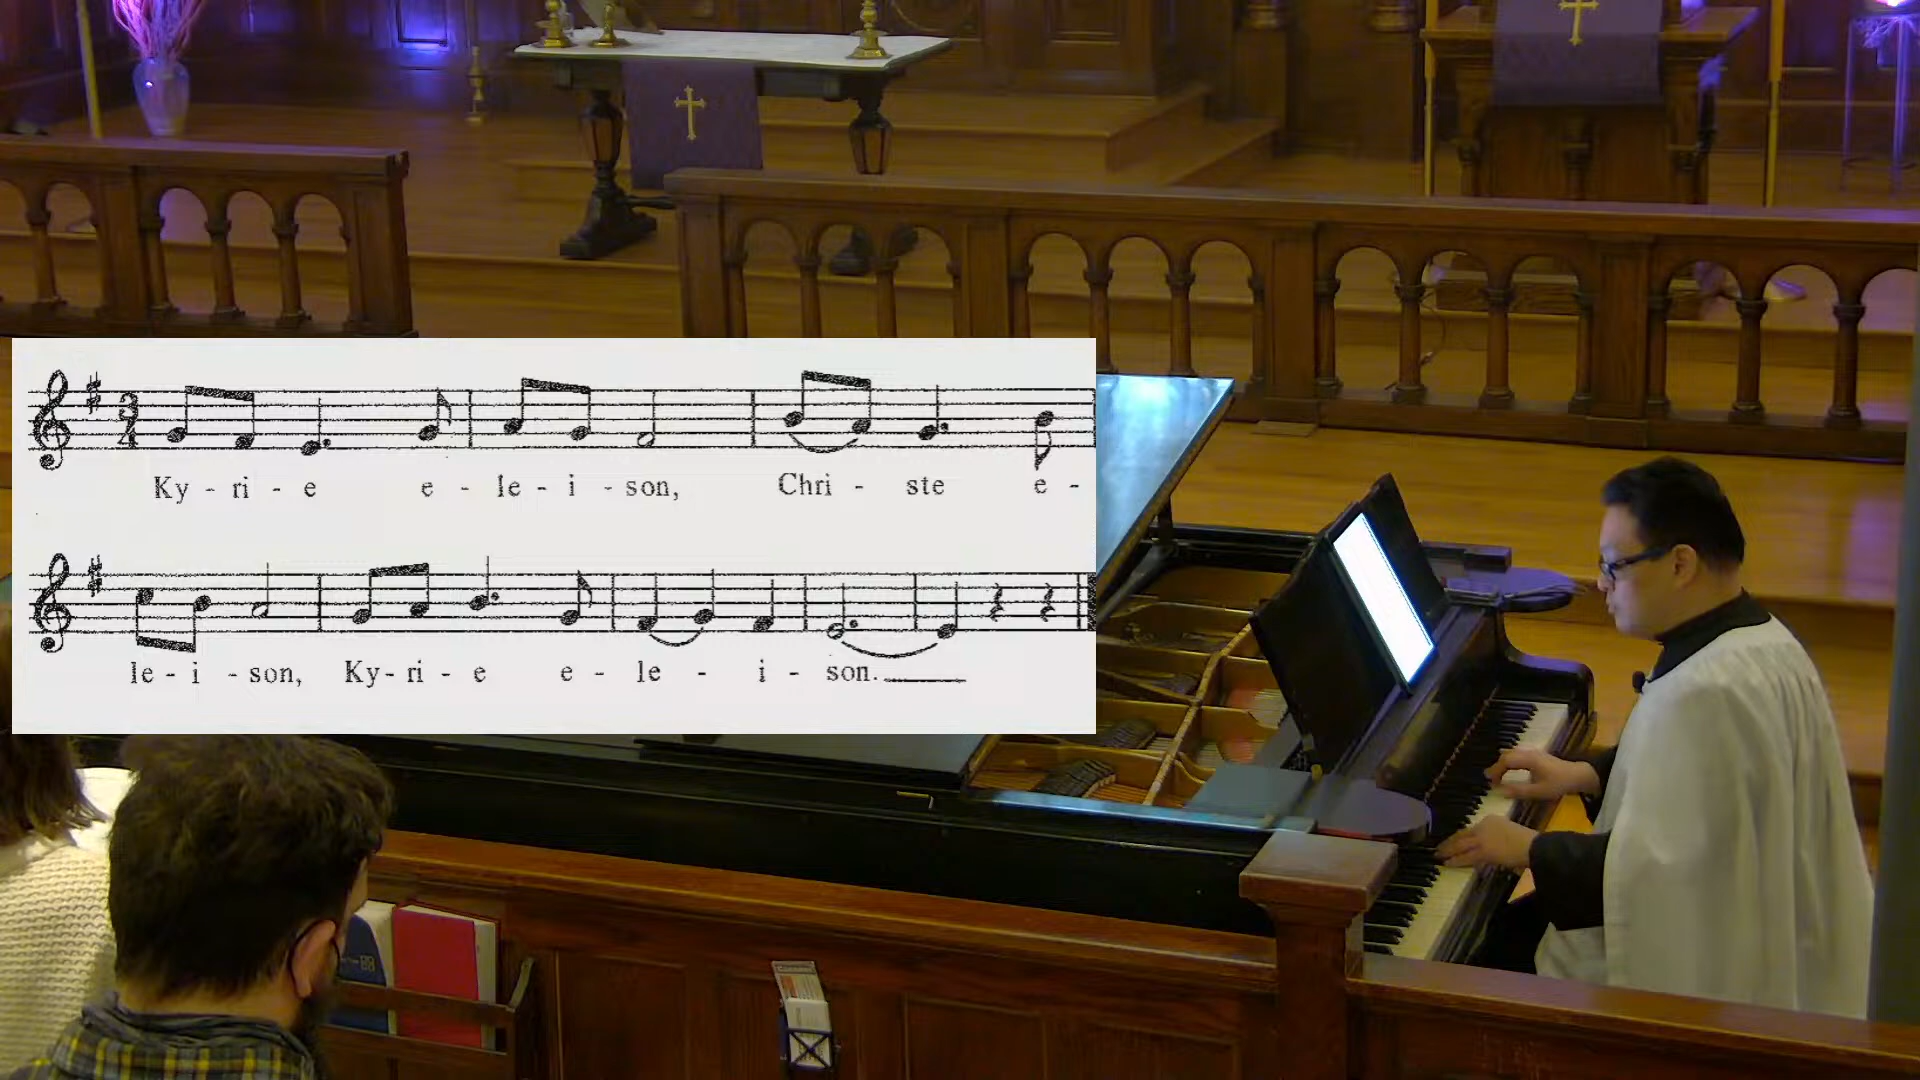 Ky - ri - e e - le - i - son, Chri - ste e -
le - i - son, Ky - ri - e e - le - i - son.